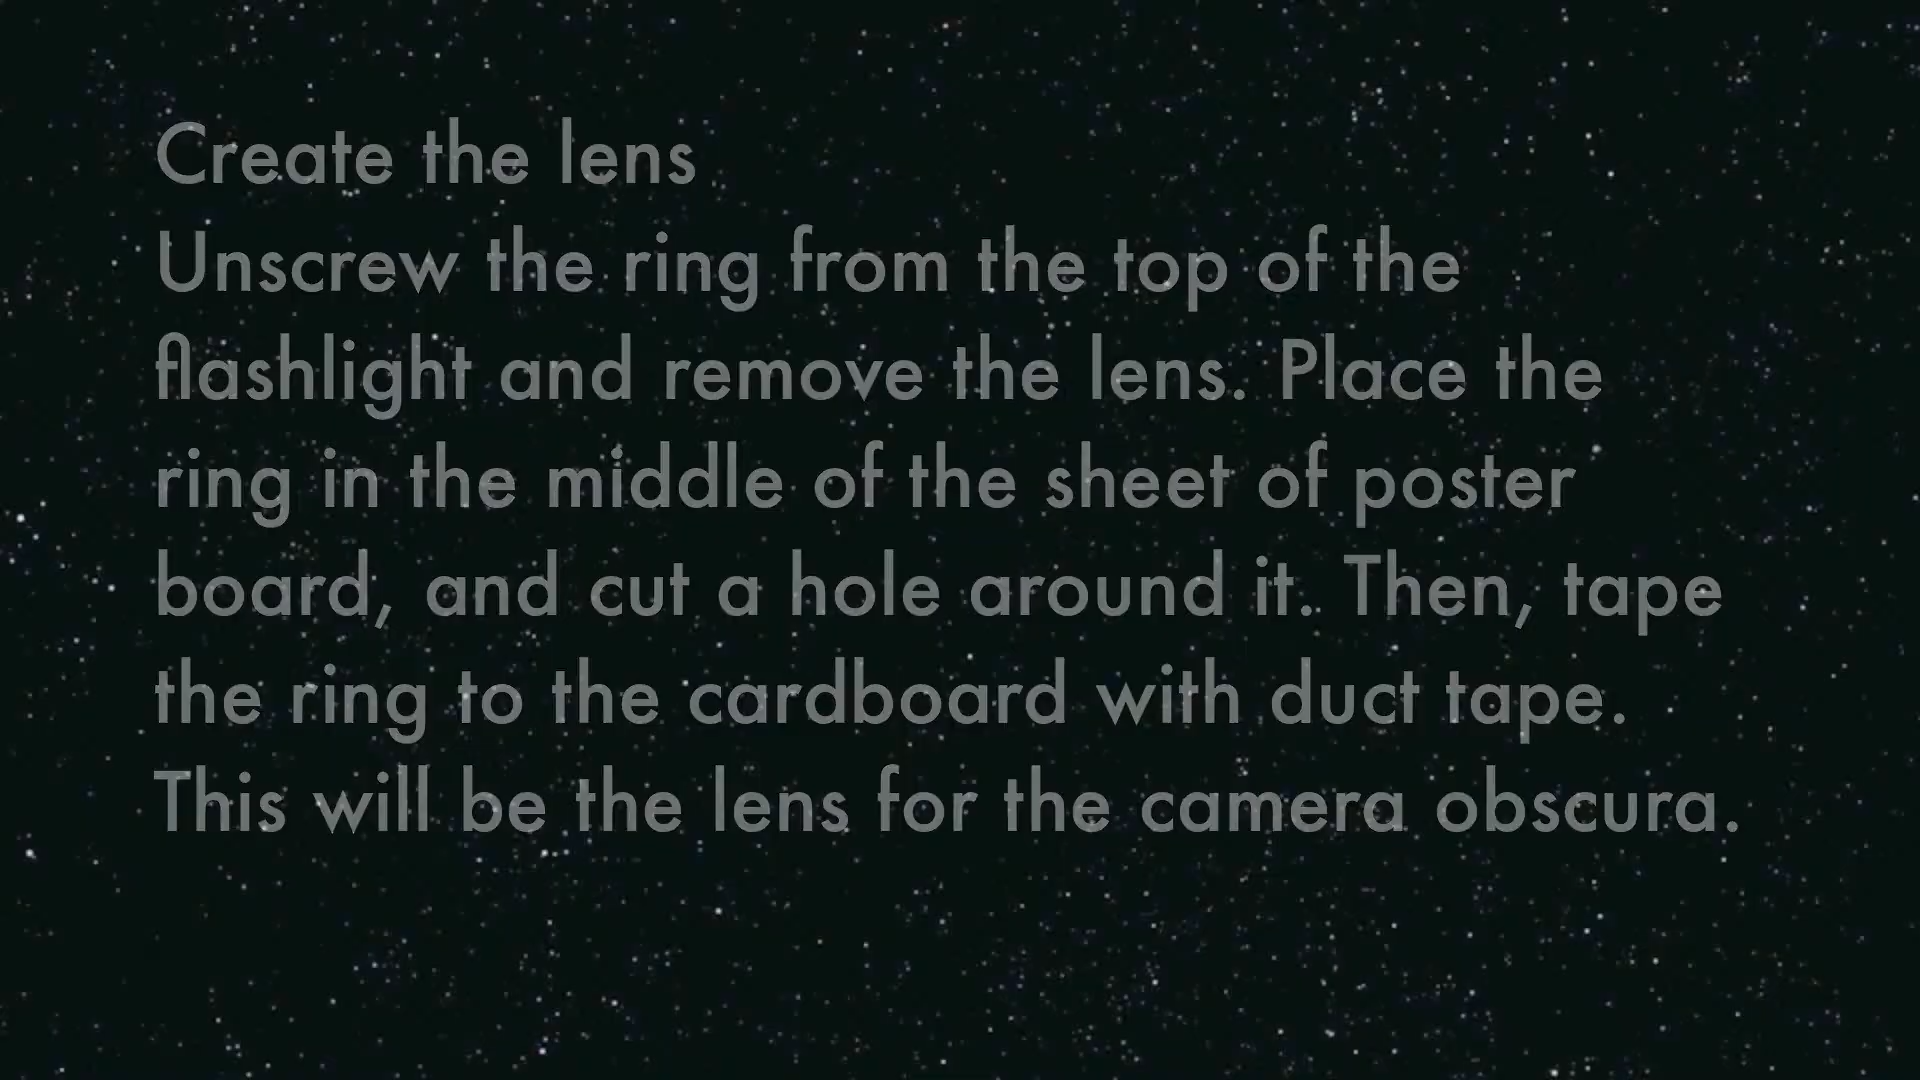 Create the lens
Unscrew the ring from the top of the
flashlight and remove the lens. Place the
ring in the middle of the sheet of poster
board, and cut a hole around it. Then, tape
the ring to the cardboard with duct tape.
This will be the lens for the camera obscura.